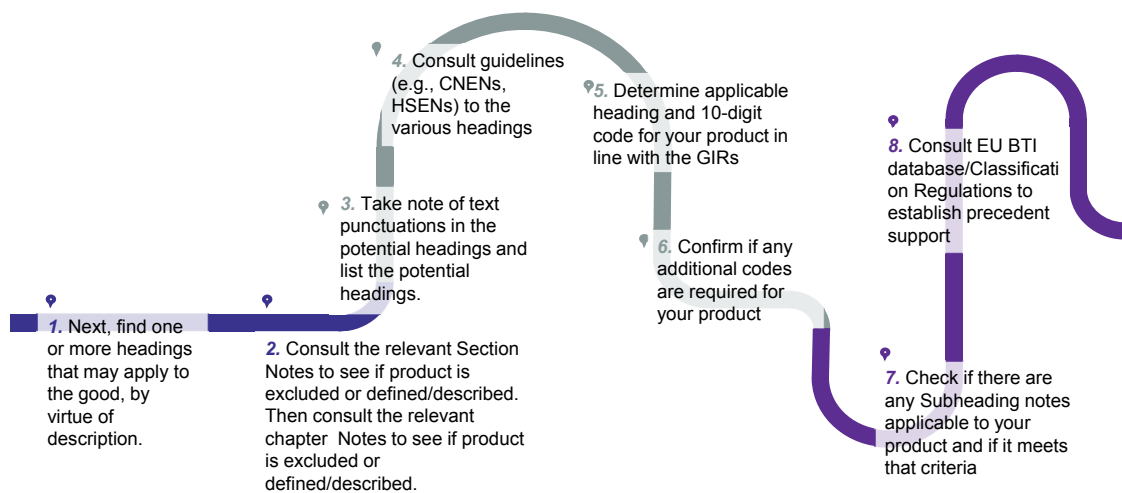 1. Next, find one
or more headings
that may apply to
the good, by
virtue of
description.
2. Consult the relevant Section
Notes to see if product is
excluded or defined/described.
Then consult the relevant
chapter  Notes to see if product
is excluded or
defined/described.
3. Take note of text
punctuations in the
potential headings and
list the potential
headings.
4. Consult guidelines
(e.g., CNENs,
HSENs) to the
various headings
5. Determine applicable
heading and 10-digit
code for your product in
line with the GIRs
6. Confirm if any
additional codes
are required for
your product
7. Check if there are
any Subheading notes
applicable to your
product and if it meets
that criteria
8. Consult EU BTI
database/Classificati
on Regulations to
establish precedent
support